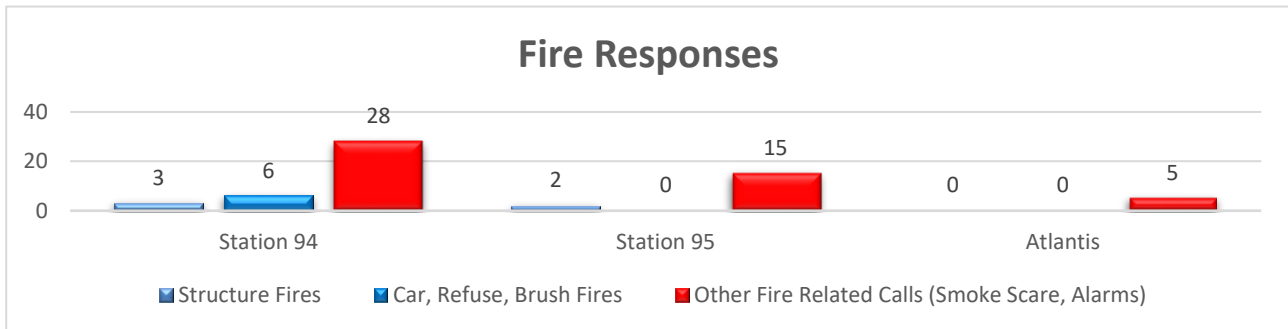 Fire Responses
40
20
0
3
6
28
2
0
15
0
0
5
Station 94
Station 95
Atlantis
Structure Fires
Car, Refuse, Brush Fires
Other Fire Related Calls (Smoke Scare, Alarms)